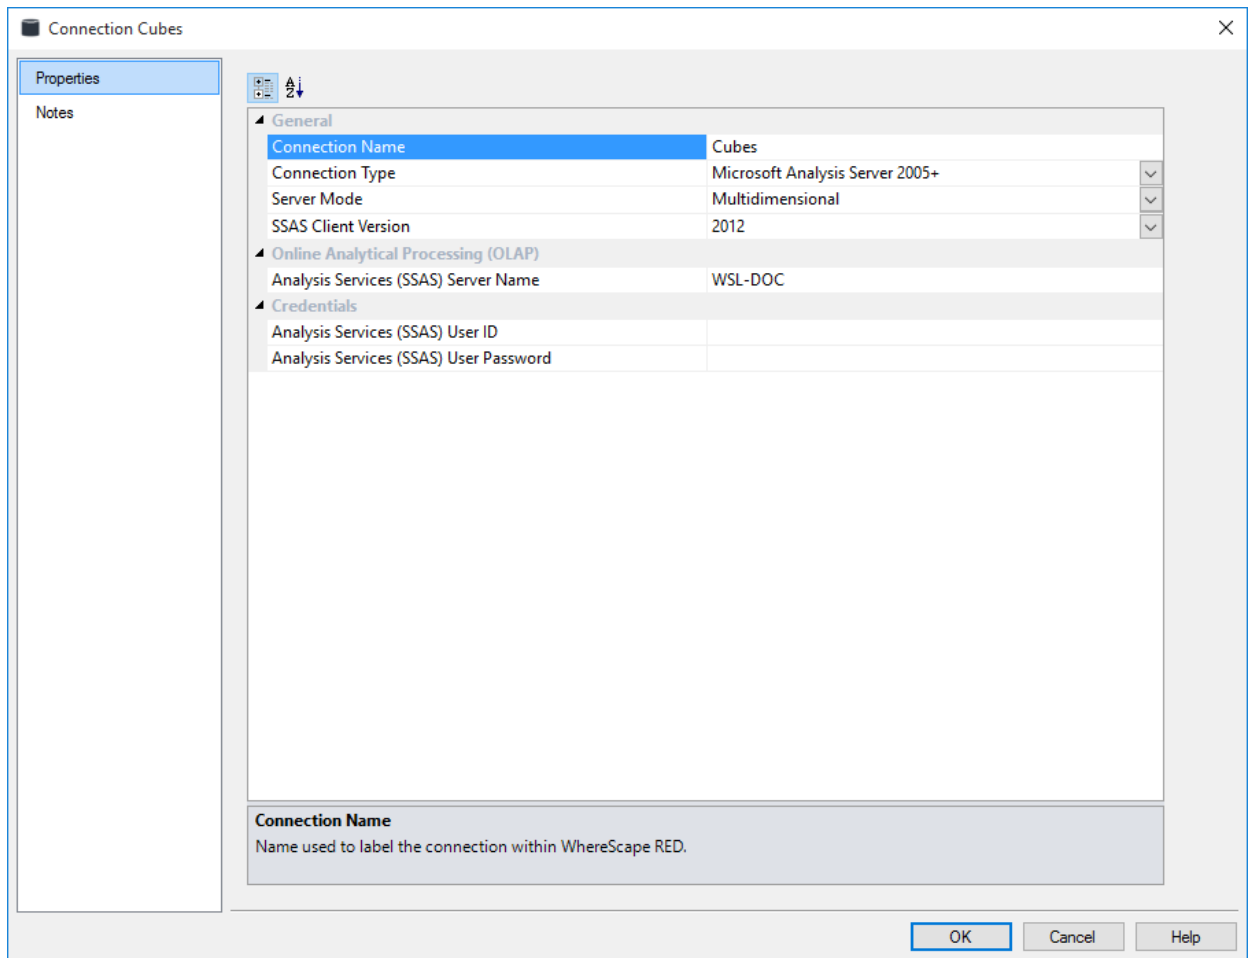 Connection Cubes
Properties
Notes
General
Connection Name Cubes
Connection Type Microsoft Analysis Server 2005+
Server Mode Multidimensional
SSAS Client Version 2012
Online Analytical Processing (OLAP)
Analysis Services (SSAS) Server Name WSL-DOC
Credentials
Analysis Services (SSAS) User ID
Analysis Services (SSAS) User Password
Connection Name
Name used to label the connection within WhereScape RED.
OK Cancel Help